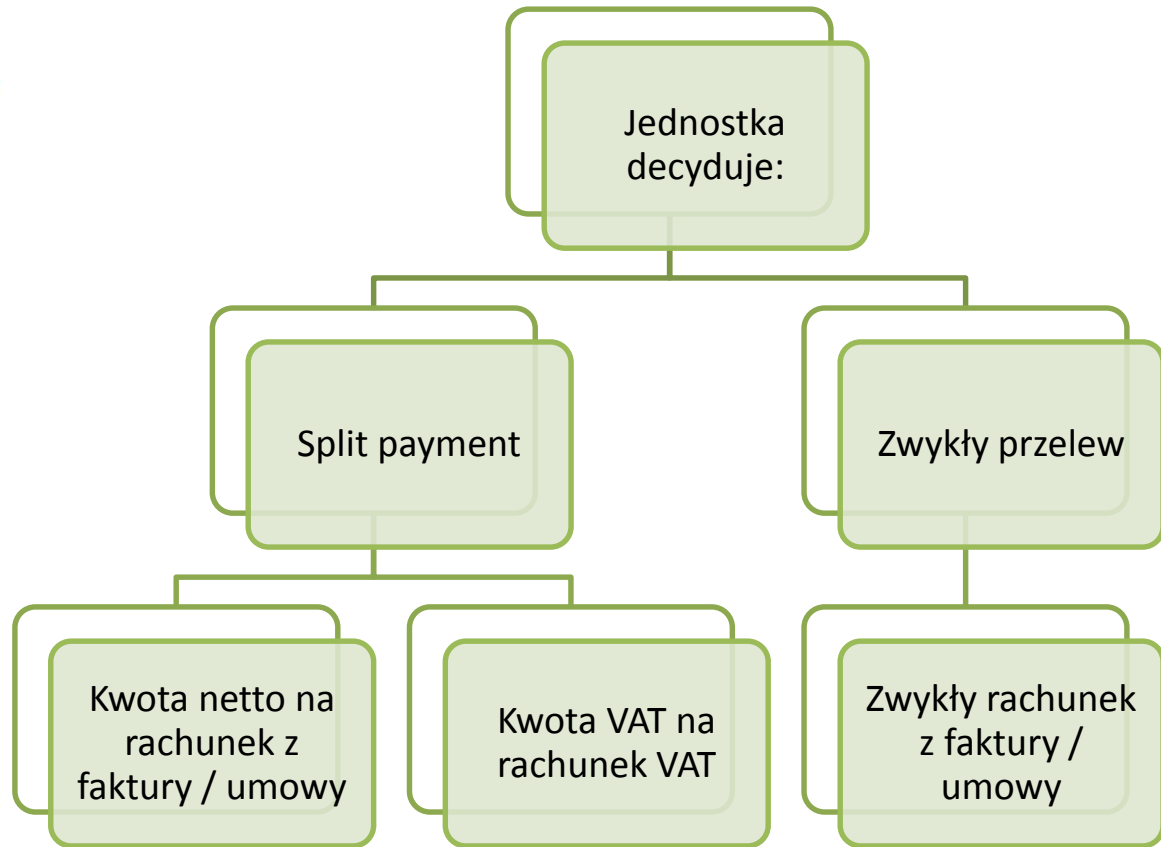 Jednostka
decyduje:
Split payment
Zwykły przelew
Kwota netto na
rachunek z
faktury / umowy
Kwota VAT na
rachunek VAT
Zwykły rachunek
z faktury /
umowy